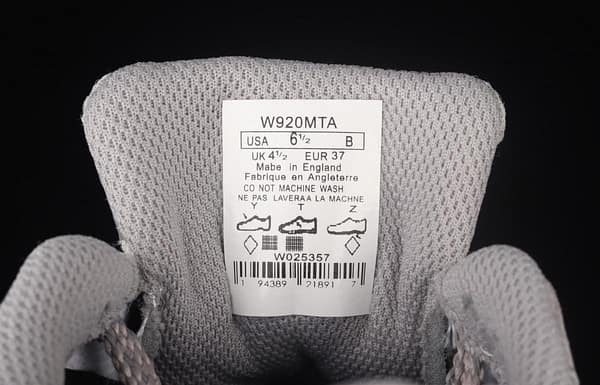 W920MTA
USA 6½ B
UK 4½ EUR 37
Mabe in England
Fabrique en Angleterre
CO NOT MACHINE WASH
NE PAS LAVERAA LA MACHNE
Y T Z
W025357
1 94389 21891 7